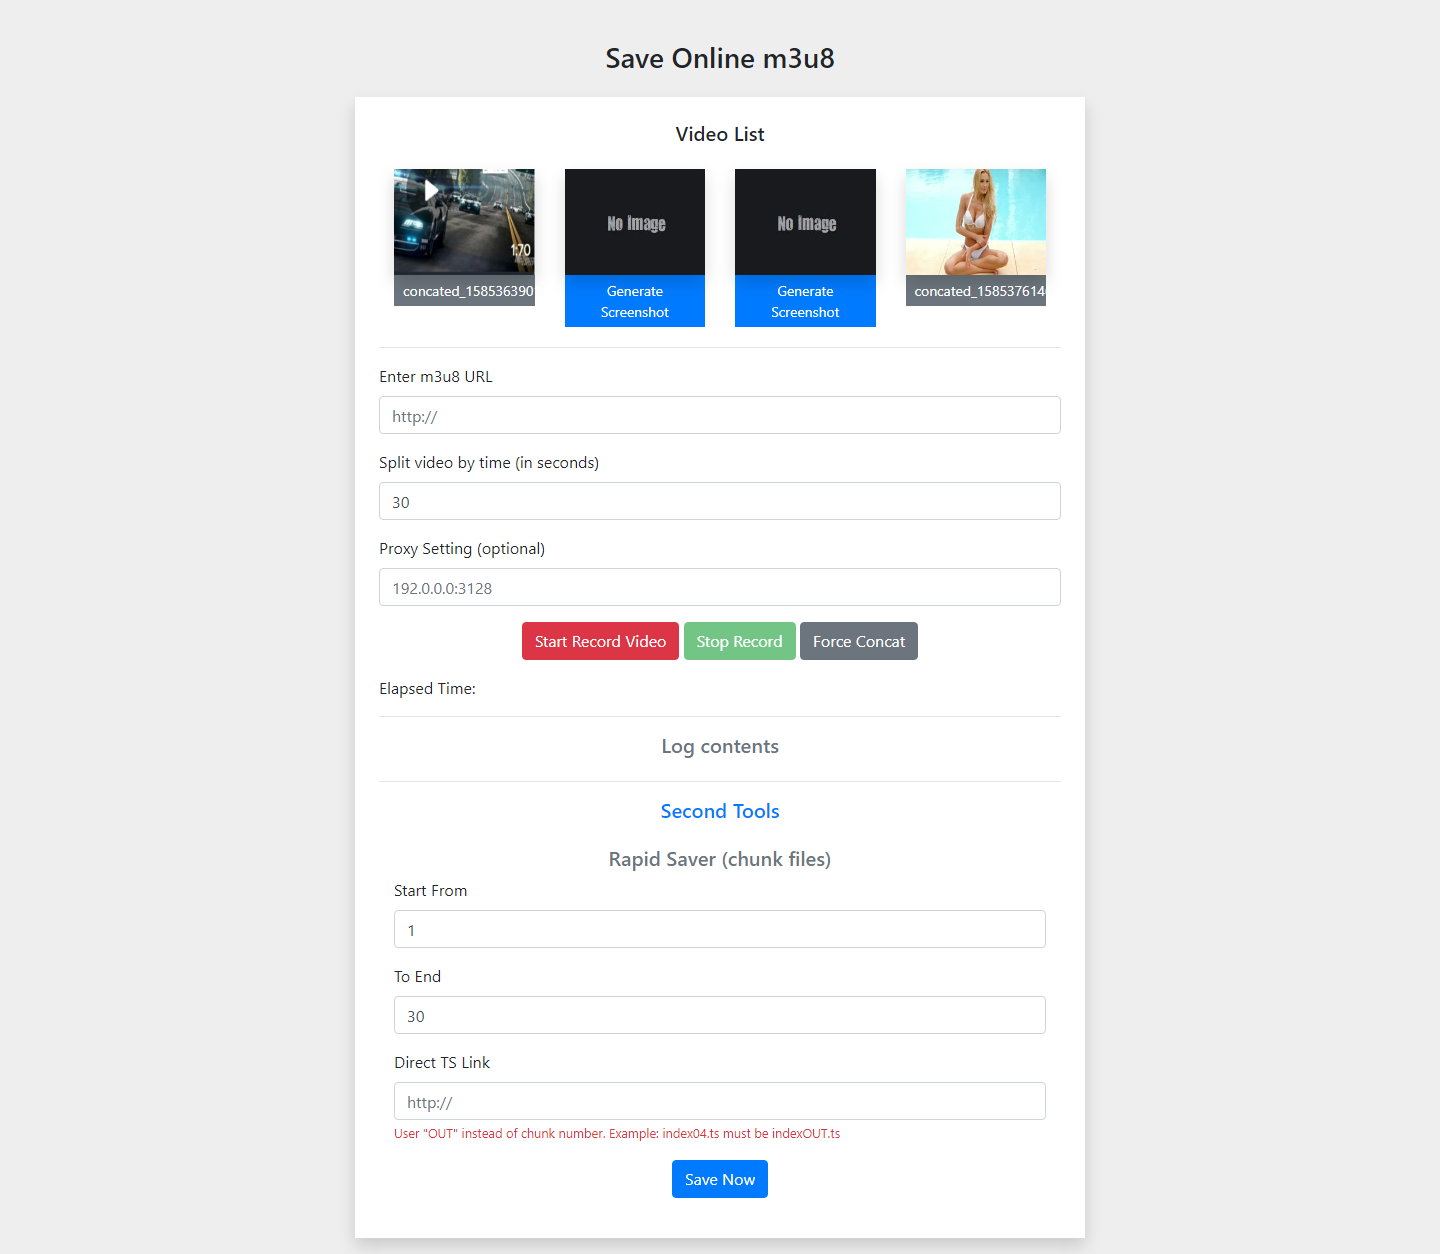 Save Online m3u8
Video List
1:70
No Image
No Image
concated_158536390
Generate
Screenshot
Generate
Screenshot
concated_158537614
Enter m3u8 URL
http://
Split video by time (in seconds)
30
Proxy Setting (optional)
192.0.0.0:3128
Start Record Video
Stop Record
Force Concat
Elapsed Time:
Log contents
Second Tools
Rapid Saver (chunk files)
Start From
1
To End
30
Direct TS Link
http://
User "OUT" instead of chunk number. Example: index04.ts must be indexOUT.ts
Save Now